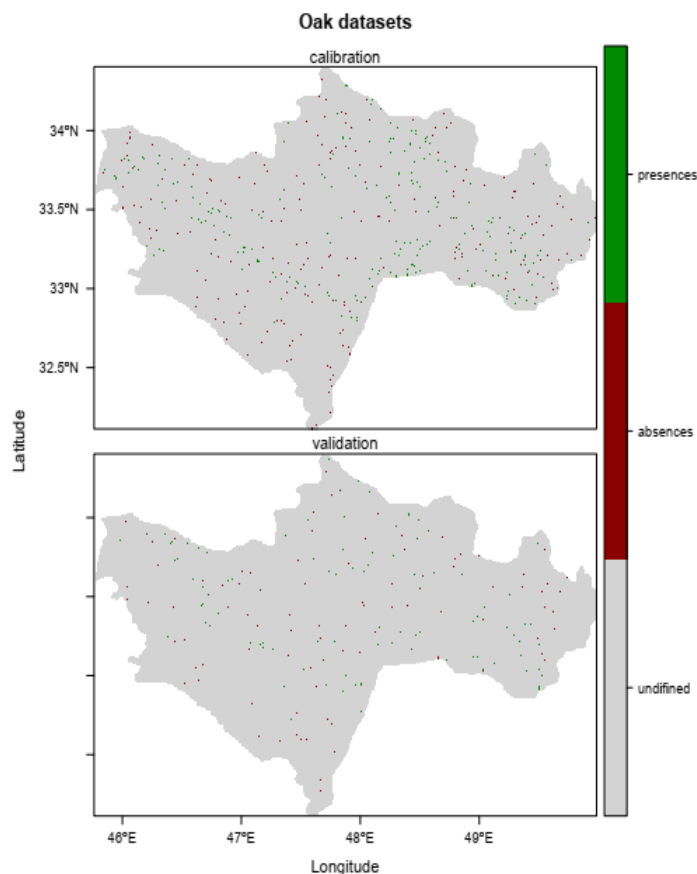 Oak datasets
calibration
34°N
33.5°N
33°N
32.5°N
validation
46°E
47°E
48°E
49°E
Latitude
Longitude
presences
absences
undifined